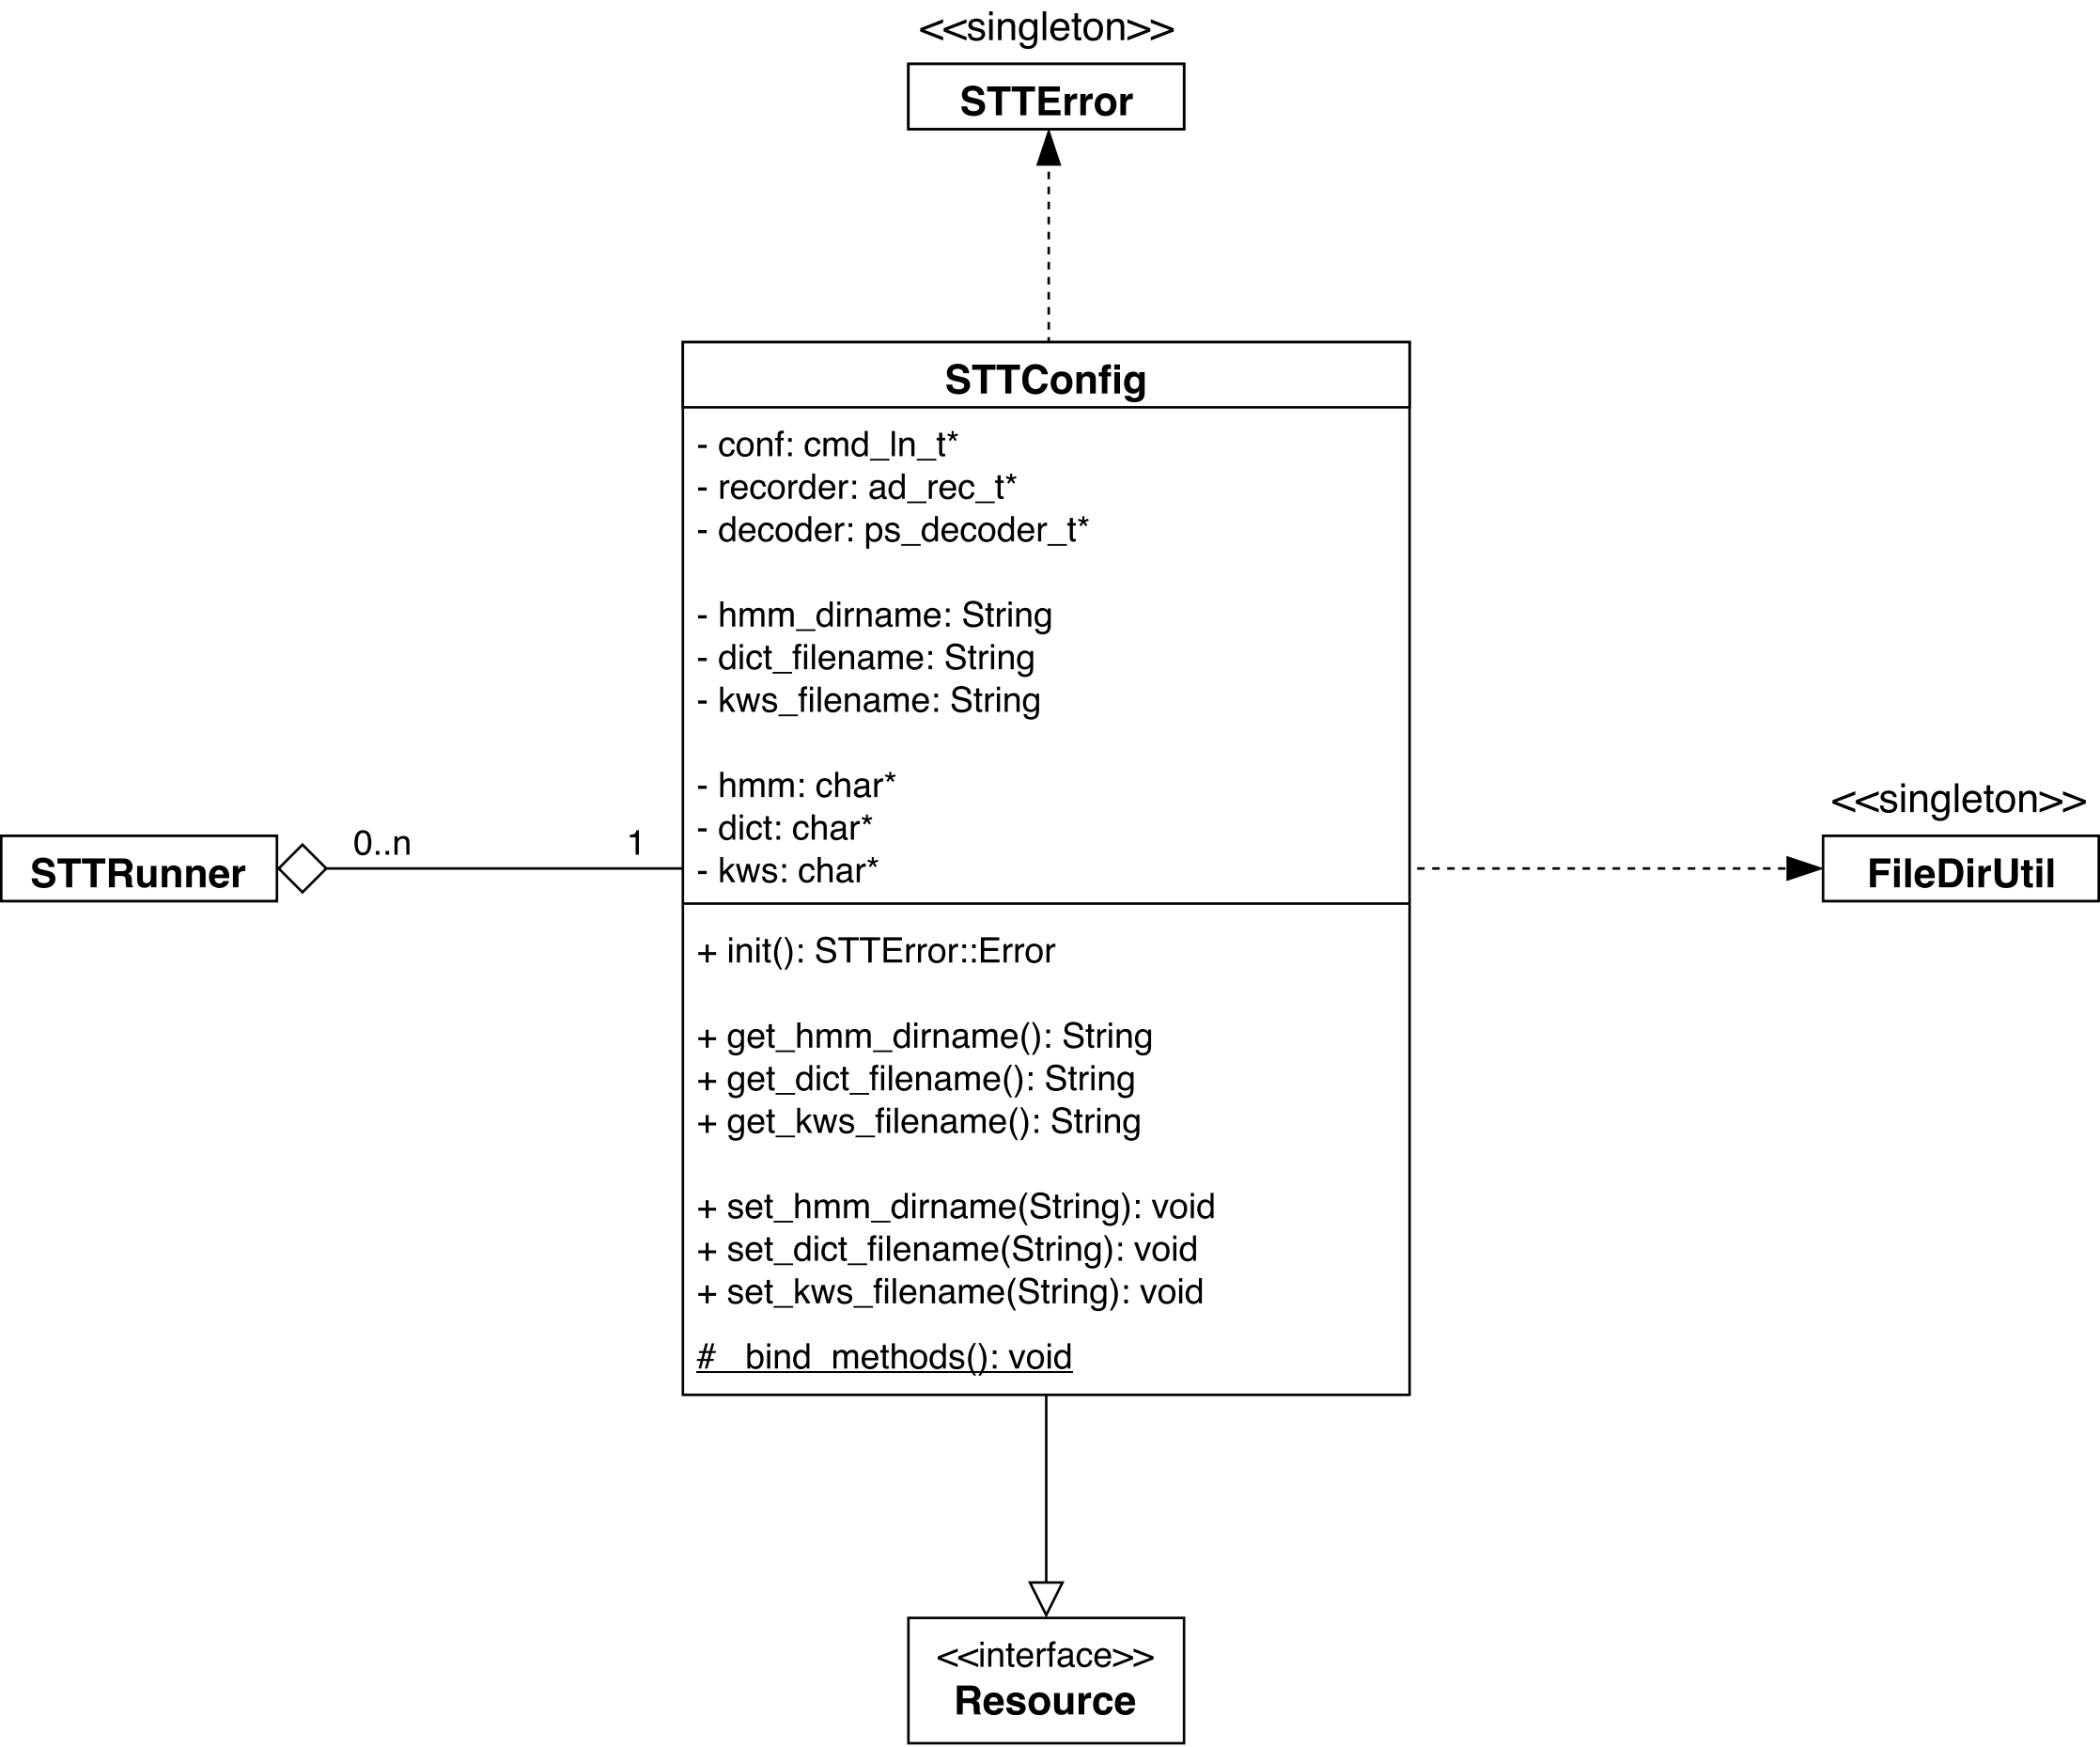 <<singleton>>
STTError
STTConfig
- conf: cmd_ln_t*
- recorder: ad_rec_t*
- decoder: ps_decoder_t*
- hmm_dirname: String
- dict_filename: String
- kws_filename: String
- hmm: char*
- dict: char*
- kws: char*
+ init(): STTError::Error
+ get_hmm_dirname(): String
+ get_dict_filename(): String
+ get_kws_filename(): String
+ set_hmm_dirname(String): void
+ set_dict_filename(String): void
+ set_kws_filename(String): void
# _bind_methods(): void
STTRunner
0..n
1
<<singleton>>
FileDirUtil
<<interface>>
Resource